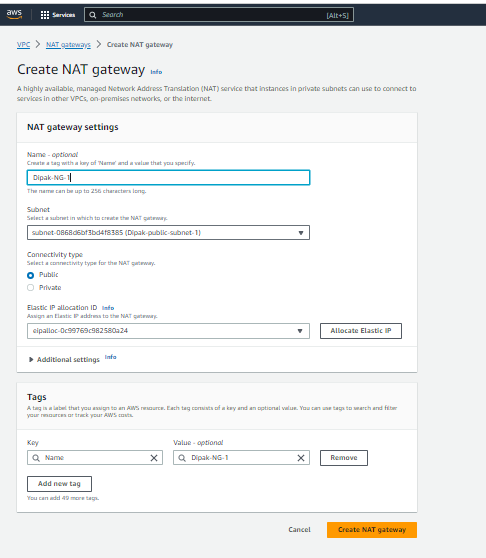 aws
Services
Search
[Alt+S]
VPC > NAT gateways > Create NAT gateway
Create NAT gateway Info
A highly available, managed Network Address Translation (NAT) service that instances in private subnets can use to connect to
services in other VPCs, on-premises networks, or the internet.
NAT gateway settings
Name - optional
Create a tag with a key of 'Name' and a value that you specify.
Dipak-NG-1
The name can be up to 256 characters long.
Subnet
Select a subnet in which to create the NAT gateway.
subnet-0868d6bf3bd4f8385 (Dipak-public-subnet-1)
Connectivity type
Select a connectivity type for the NAT gateway.
Public
Private
Elastic IP allocation ID Info
Assign an Elastic IP address to the NAT gateway.
eipalloc-0c99769c982580a24
Allocate Elastic IP
Additional settings Info
Tags
A tag is a label that you assign to an AWS resource. Each tag consists of a key and an optional value. You can use tags to search and filter
your resources or track your AWS costs.
Key
Value - optional
Name
Dipak-NG-1
Remove
Add new tag
You can add 49 more tags.
Cancel
Create NAT gateway